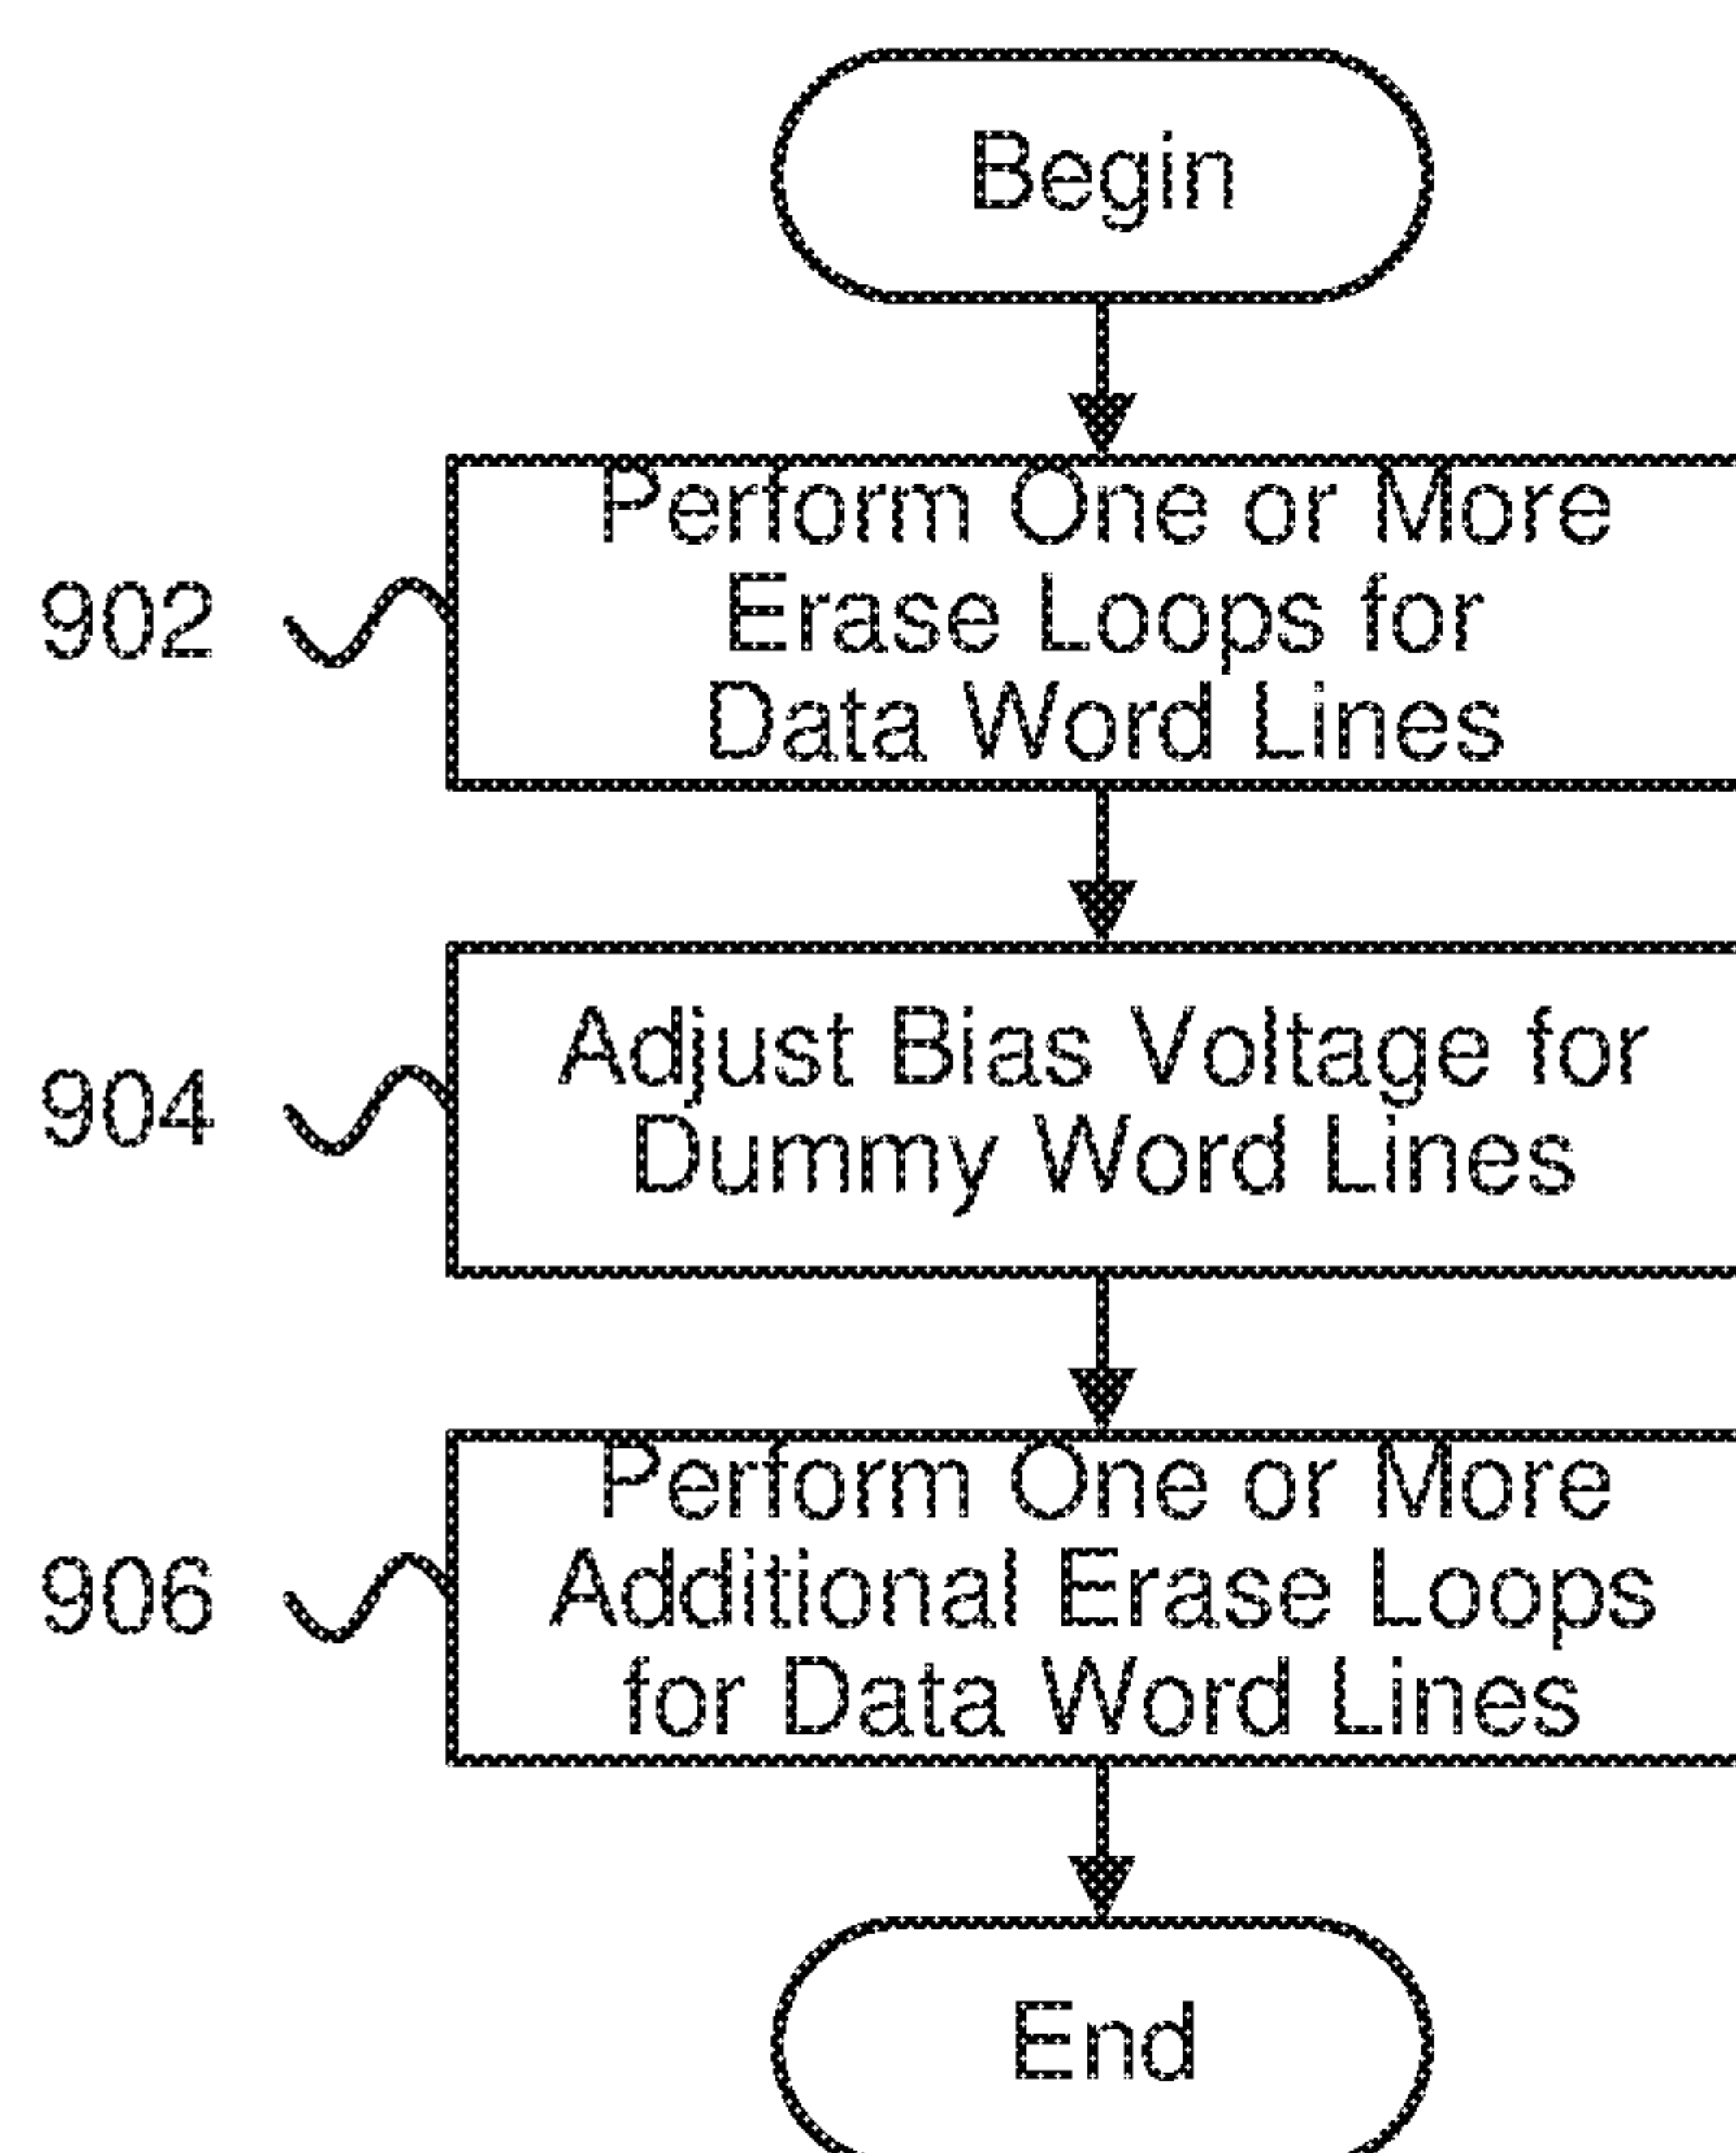 Begin
902
Perform One or More
Erase Loops for
Data Word Lines
904
Adjust Bias Voltage for
Dummy Word Lines
906
Perform One or More
Additional Erase Loops
for Data Word Lines
End